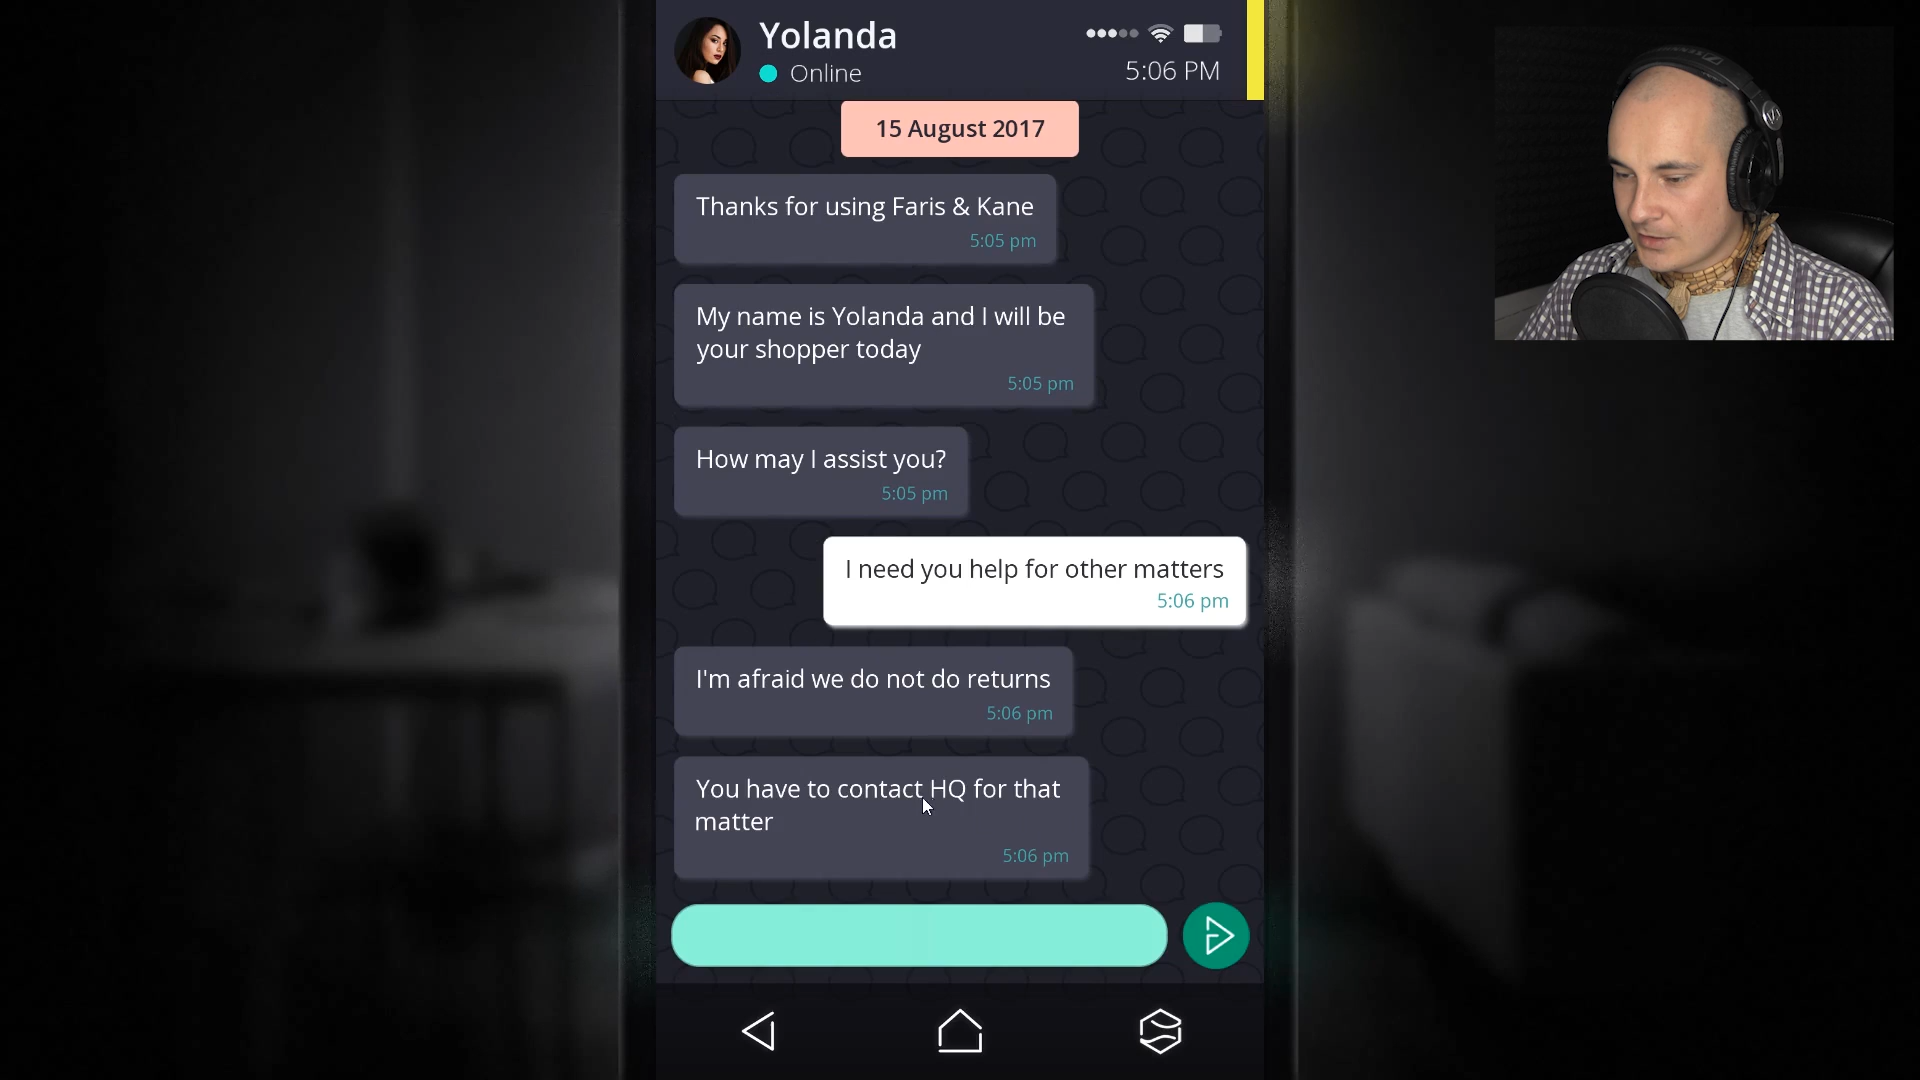 Yolanda
Online
5:06 PM
15 August 2017
Thanks for using Faris & Kane
5:05 pm
My name is Yolanda and I will be
your shopper today
5:05 pm
How may I assist you?
5:05 pm
I need you help for other matters
5:06 pm
I'm afraid we do not do returns
5:06 pm
You have to contact HQ for that
matter
5:06 pm